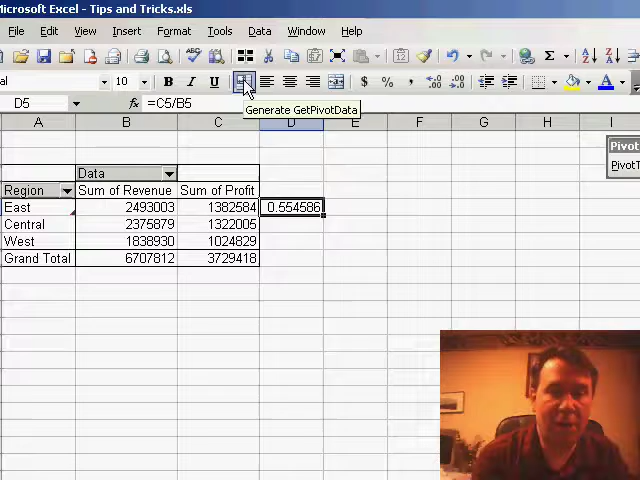 Microsoft Excel - Tips and Tricks.xls
File Edit View Insert Format Tools Data Window Help
al 10 B I U $ % ,
D5 fx =C5/B5
Generate GetPivotData
A B C D E F G H I
Pivot
PivotT
Data
Region Sum of Revenue Sum of Profit
East 2493003 1382584 0.554586
Central 2375879 1322005
West 1838930 1024829
Grand Total 6707812 3729418